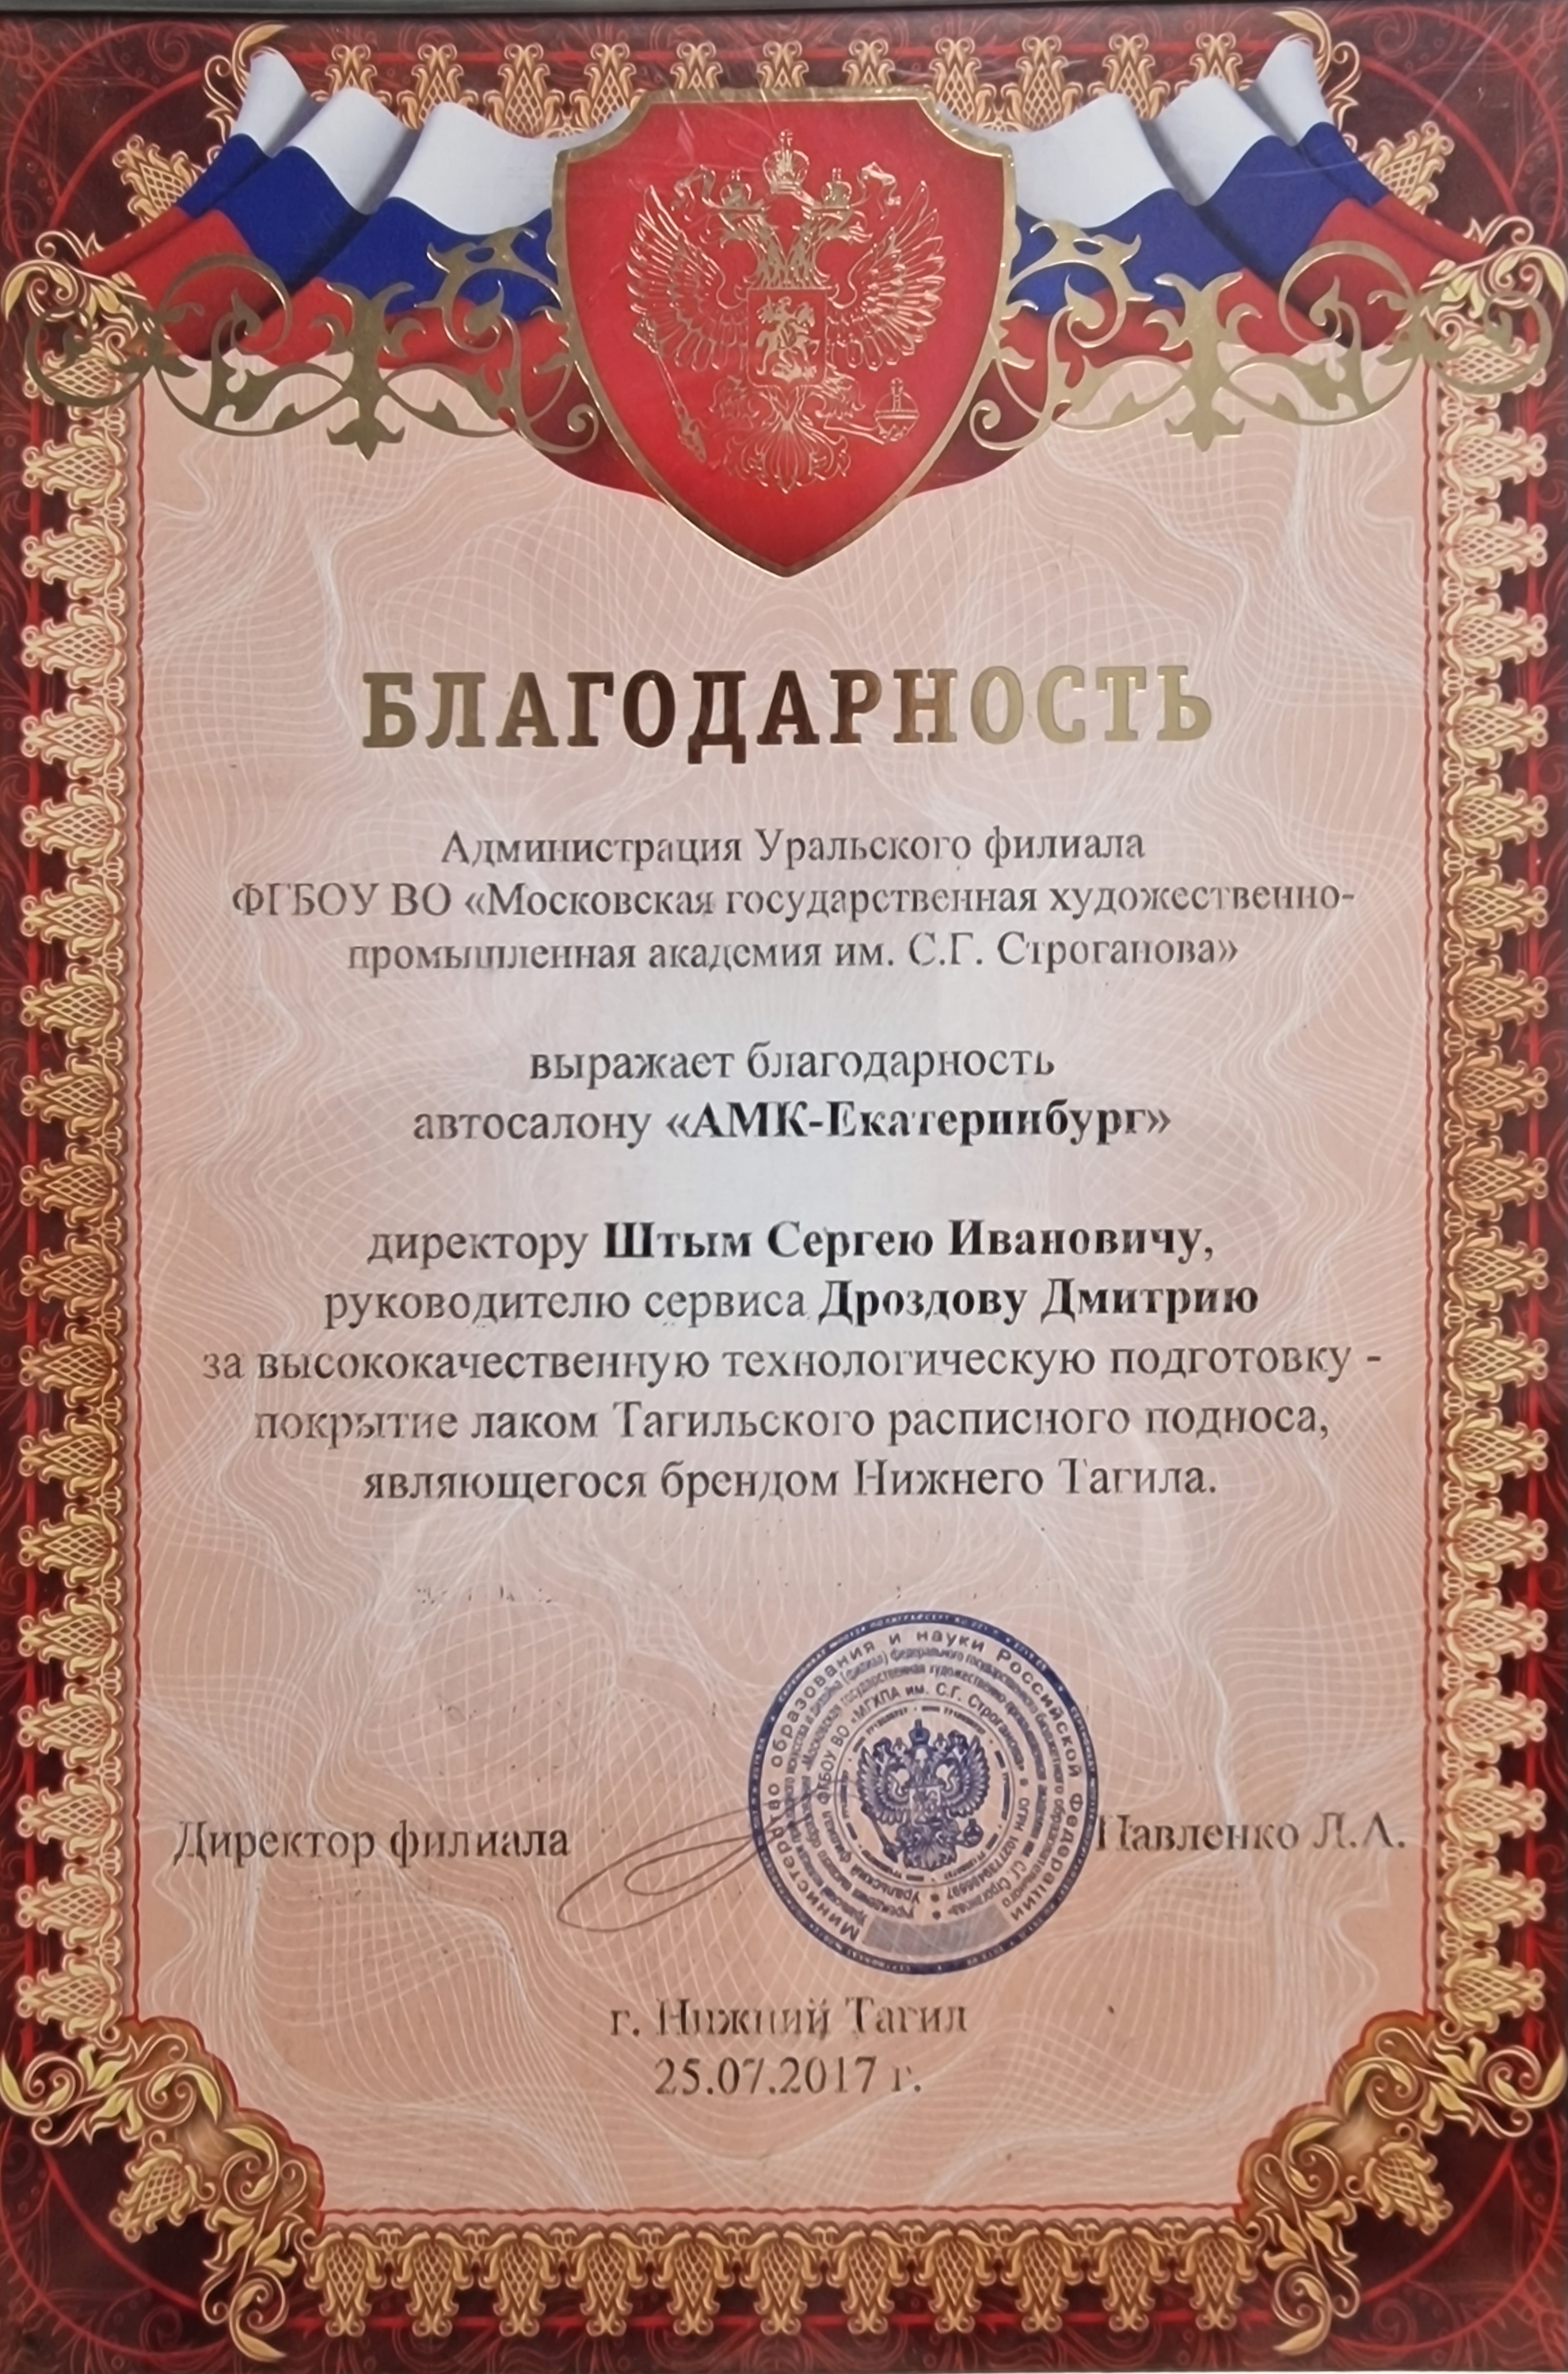 БЛАГОДАРНОСТЬ
Администрация Уральского филиала
ФГБОУ ВО «Московская государственная художественно-
промышленная академия им. С.Г. Строганова»
выражает благодарность
автосалону «АМК-Екатеринбург»
директору Штым Сергею Ивановичу,
руководителю сервиса Дроздову Дмитрию
за высококачественную технологическую подготовку -
покрытие лаком Тагильского расписного подноса,
являющегося брендом Нижнего Тагила.
Министерство образования и науки Российской Федерации
Уральский филиал ФГБОУ ВО «МГХПА им. С.Г. Строганова»
Директор филиала
Павленко Л.А.
г. Нижний Тагил
25.07.2017 г.